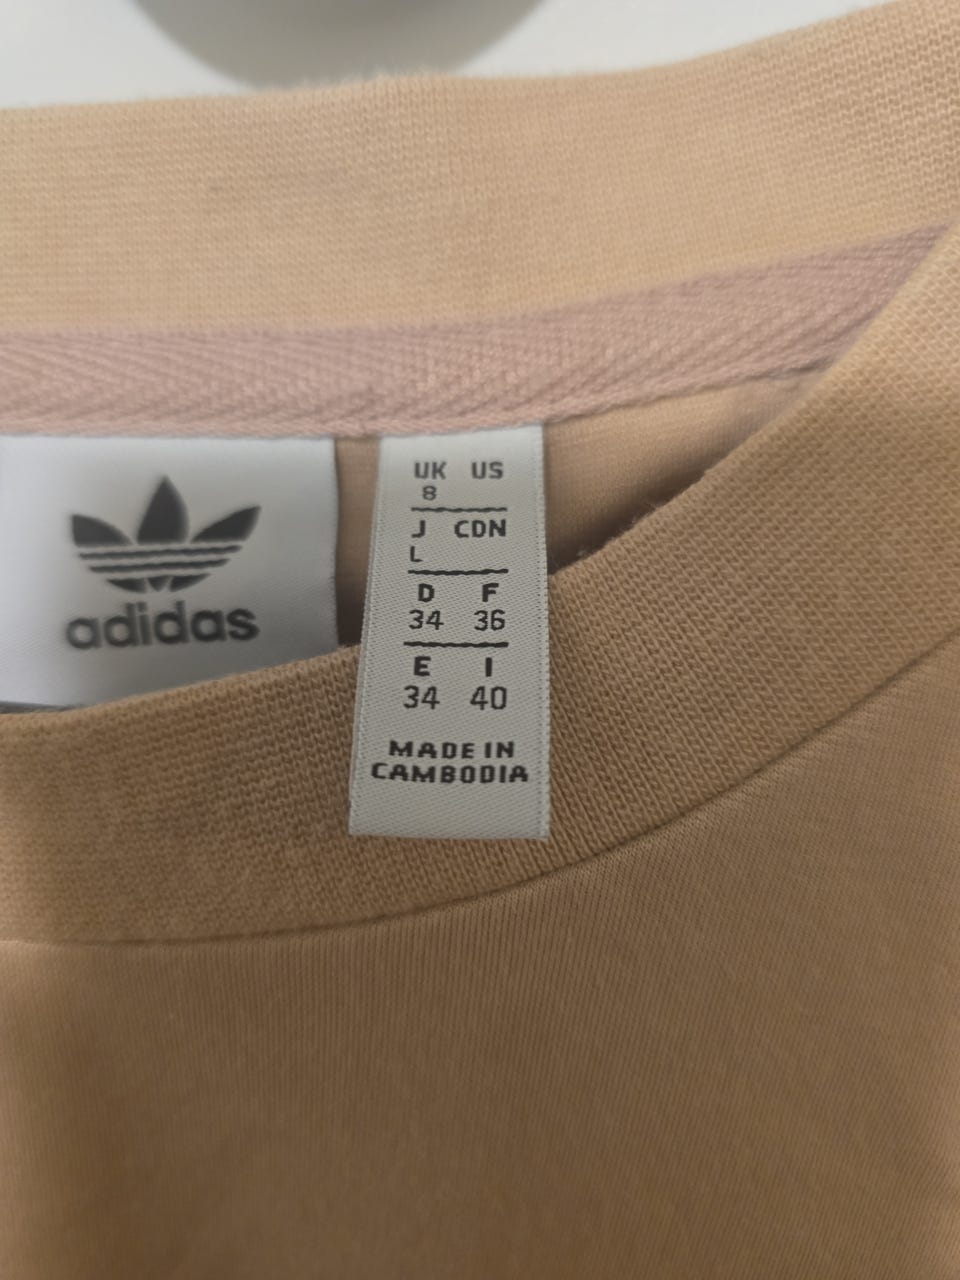 adidas
UK US
8
J CDN
L
D F
34 36
E I
34 40
MADE IN
CAMBODIA